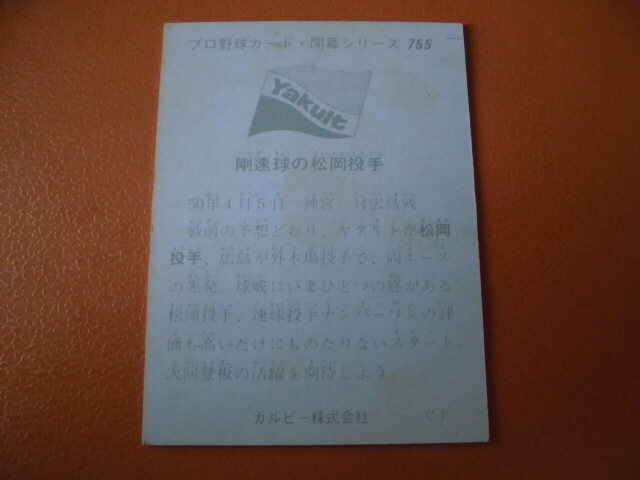 プロ野球カード・開幕シリーズ 755
Yakult
剛速球の松岡投手
50年4月5日 神宮 対広島戦
戦前の予想どおり、ヤクルトが松岡
投手、広島が外木場投手で、両エース
の先発。球威にいまひとつの感がある
松岡投手、速球投手ナンバーワンの評
価も高いだけにものたりないスタート。
次回登板の活躍を期待しよう。
カルビー株式会社 CP